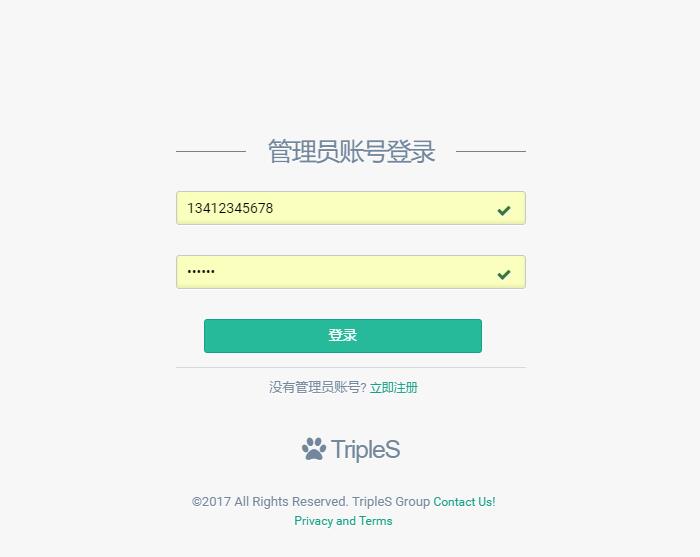 管理员账号登录
13412345678
••••••
登录
没有管理员账号? 立即注册
TripleS
©2017 All Rights Reserved. TripleS Group Contact Us!
Privacy and Terms